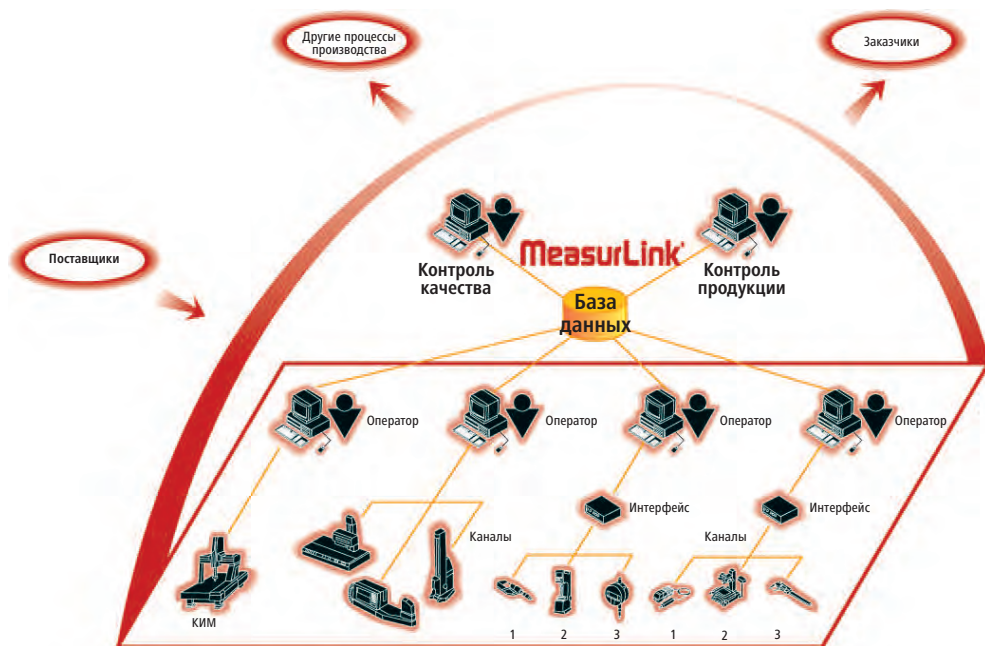 Другие процессы
производства
Заказчики
Поставщики
MeasurLink
Контроль
качества
Контроль
продукции
База
данных
Оператор
Оператор
Оператор
Оператор
Интерфейс
Интерфейс
Каналы
Каналы
КИМ
1
2
3
1
2
3